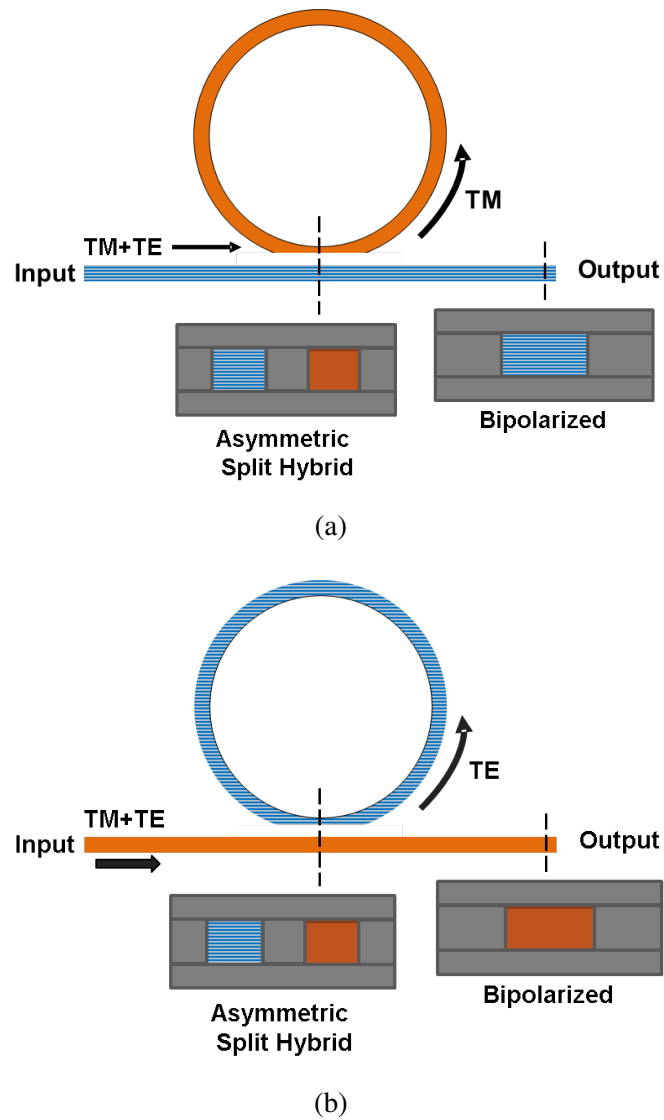 TM
TM+TE
Input
Output
Asymmetric
Split Hybrid
Bipolarized
(a)
TE
TM+TE
Input
Output
Asymmetric
Split Hybrid
Bipolarized
(b)